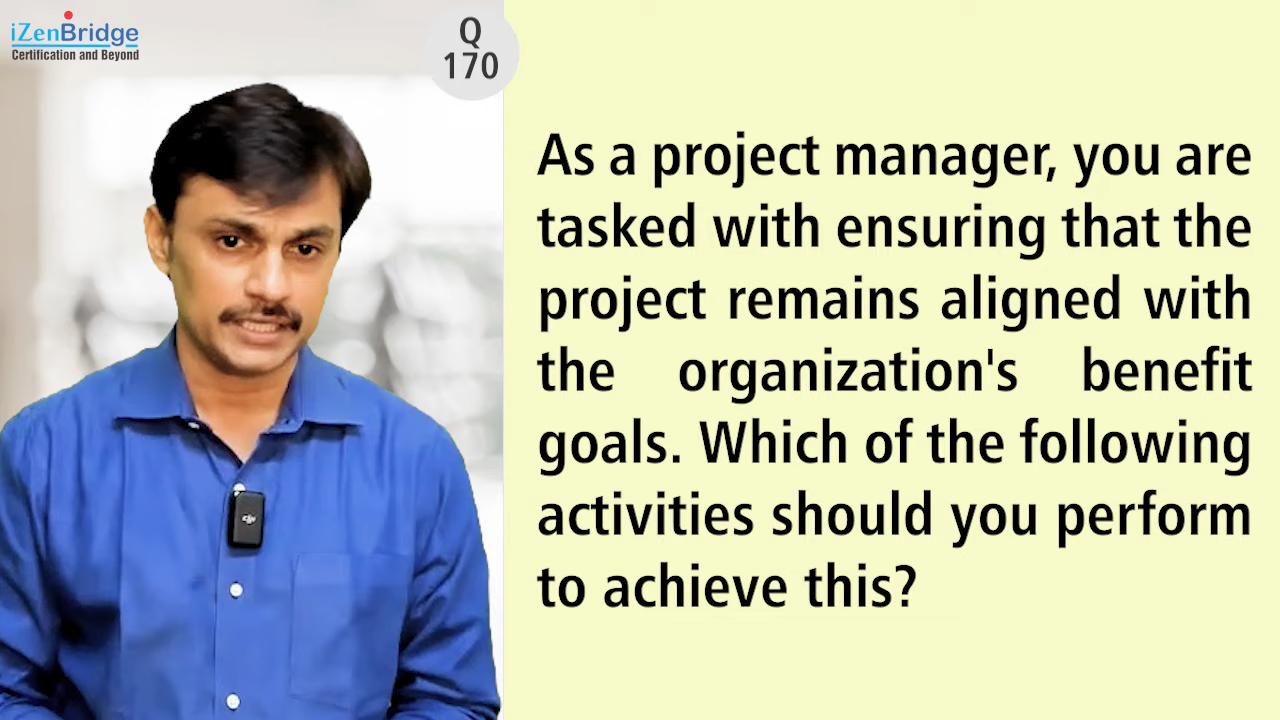 iZenBridge
Certification and Beyond
Q
170
As a project manager, you are
tasked with ensuring that the
project remains aligned with
the organization's benefit
goals. Which of the following
activities should you perform
to achieve this?
dji